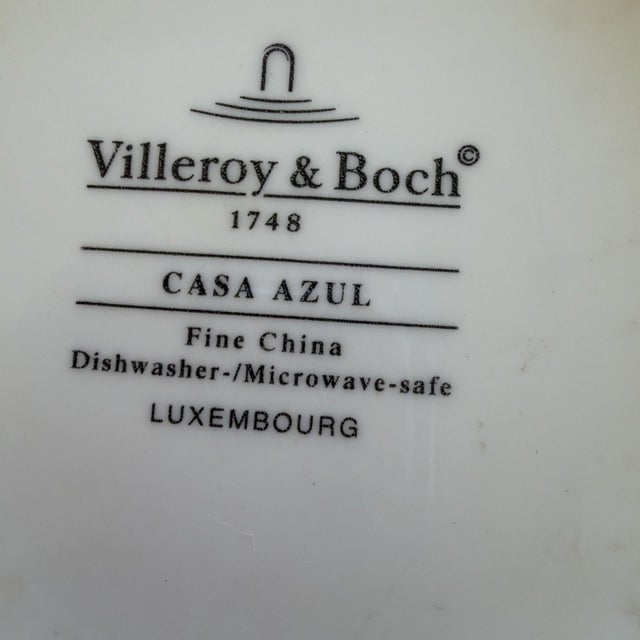 Villeroy & Boch©
1748
CASA AZUL
Fine China
Dishwasher-/Microwave-safe
LUXEMBOURG